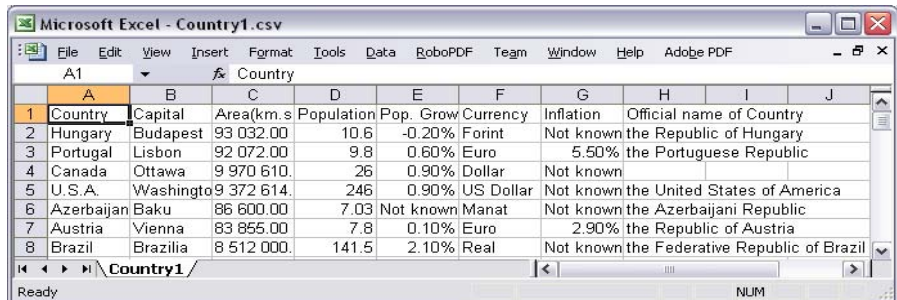 Microsoft Excel - Country1.csv
File Edit View Insert Format Tools Data RoboPDF Team Window Help Adobe PDF
A1 fx Country
A B C D E F G H I J
1 Country Capital Area(km.s Population Pop. Grow Currency Inflation Official name of Country
2 Hungary Budapest 93 032.00 10.6 -0.20% Forint Not known the Republic of Hungary
3 Portugal Lisbon 92 072.00 9.8 0.60% Euro 5.50% the Portuguese Republic
4 Canada Ottawa 9 970 610. 26 0.90% Dollar Not known
5 U.S.A. Washingto 9 372 614. 246 0.90% US Dollar Not known the United States of America
6 Azerbaijan Baku 86 600.00 7.03 Not known Manat Not known the Azerbaijani Republic
7 Austria Vienna 83 855.00 7.8 0.10% Euro 2.90% the Republic of Austria
8 Brazil Brazilia 8 512 000. 141.5 2.10% Real Not known the Federative Republic of Brazil
Country1
Ready NUM